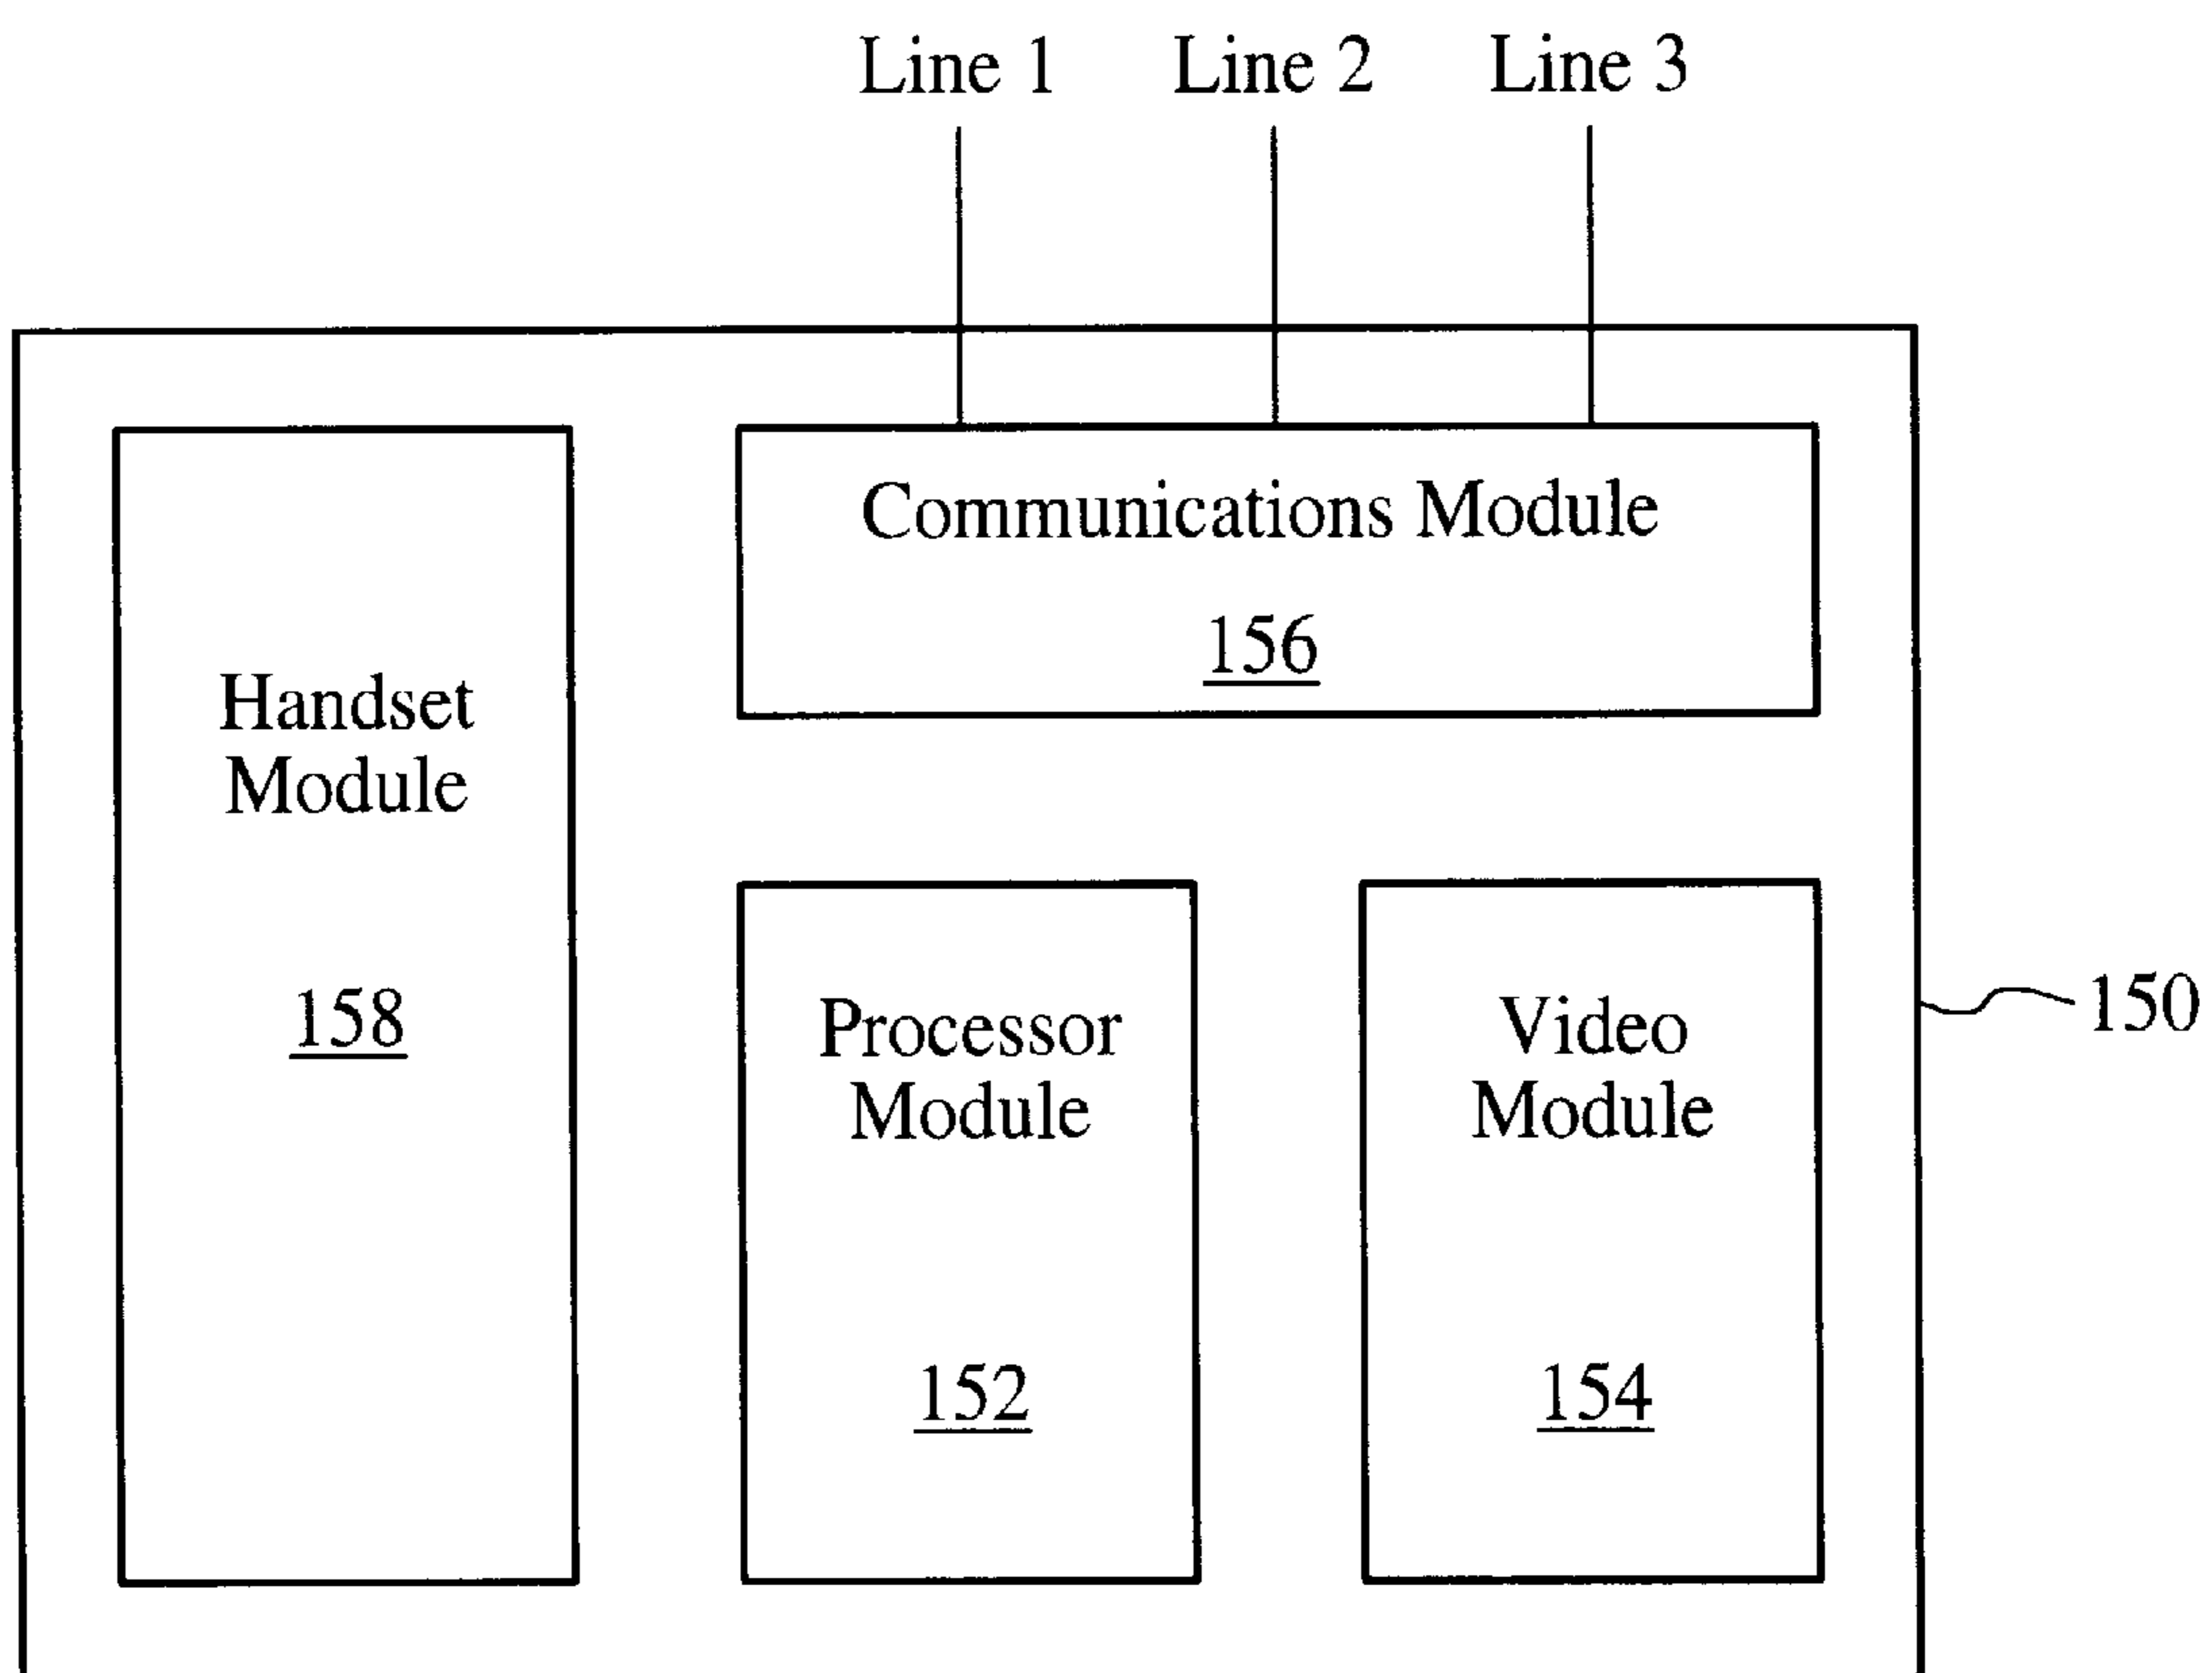 Line 1 Line 2 Line 3
Communications Module
156
Handset
Module
158
Processor
Module
152
Video
Module
154
150